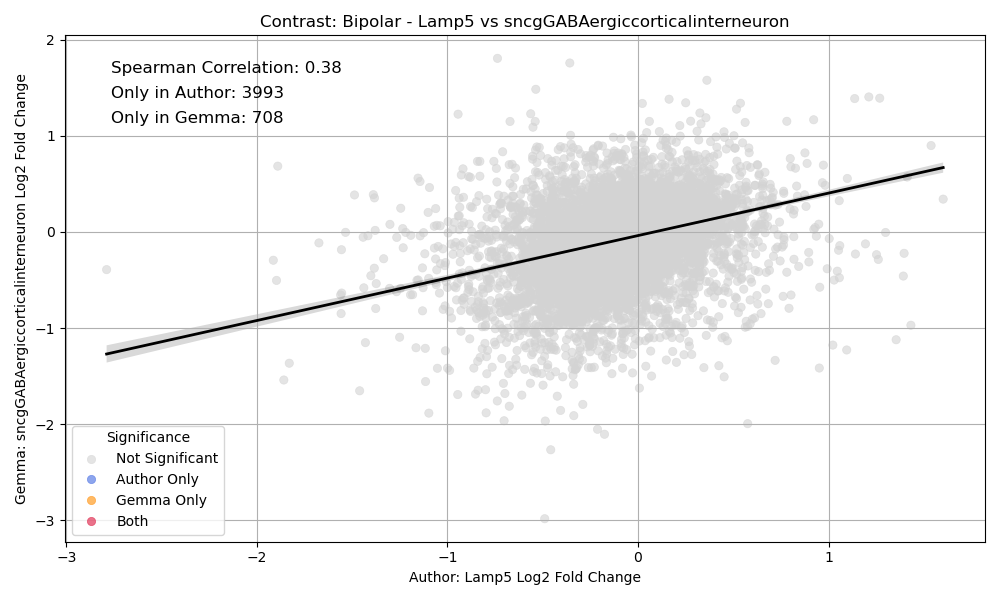 Contrast: Bipolar - Lamp5 vs sncgGABAergiccorticalinterneuron
Spearman Correlation: 0.38
Only in Author: 3993
Only in Gemma: 708
Gemma: sncgGABAergiccorticalinterneuron Log2 Fold Change
2
1
0
−1
−2
−3
Significance
Not Significant
Author Only
Gemma Only
Both
−3
−2
−1
0
1
Author: Lamp5 Log2 Fold Change